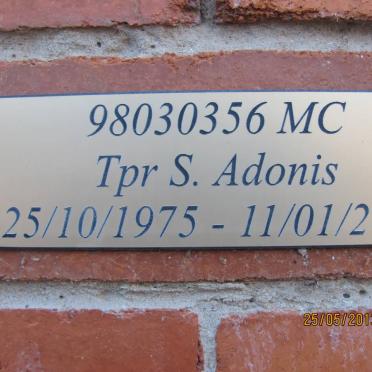 98030356 MC
Tpr S. Adonis
25/10/1975 - 11/01/2
25/05/201